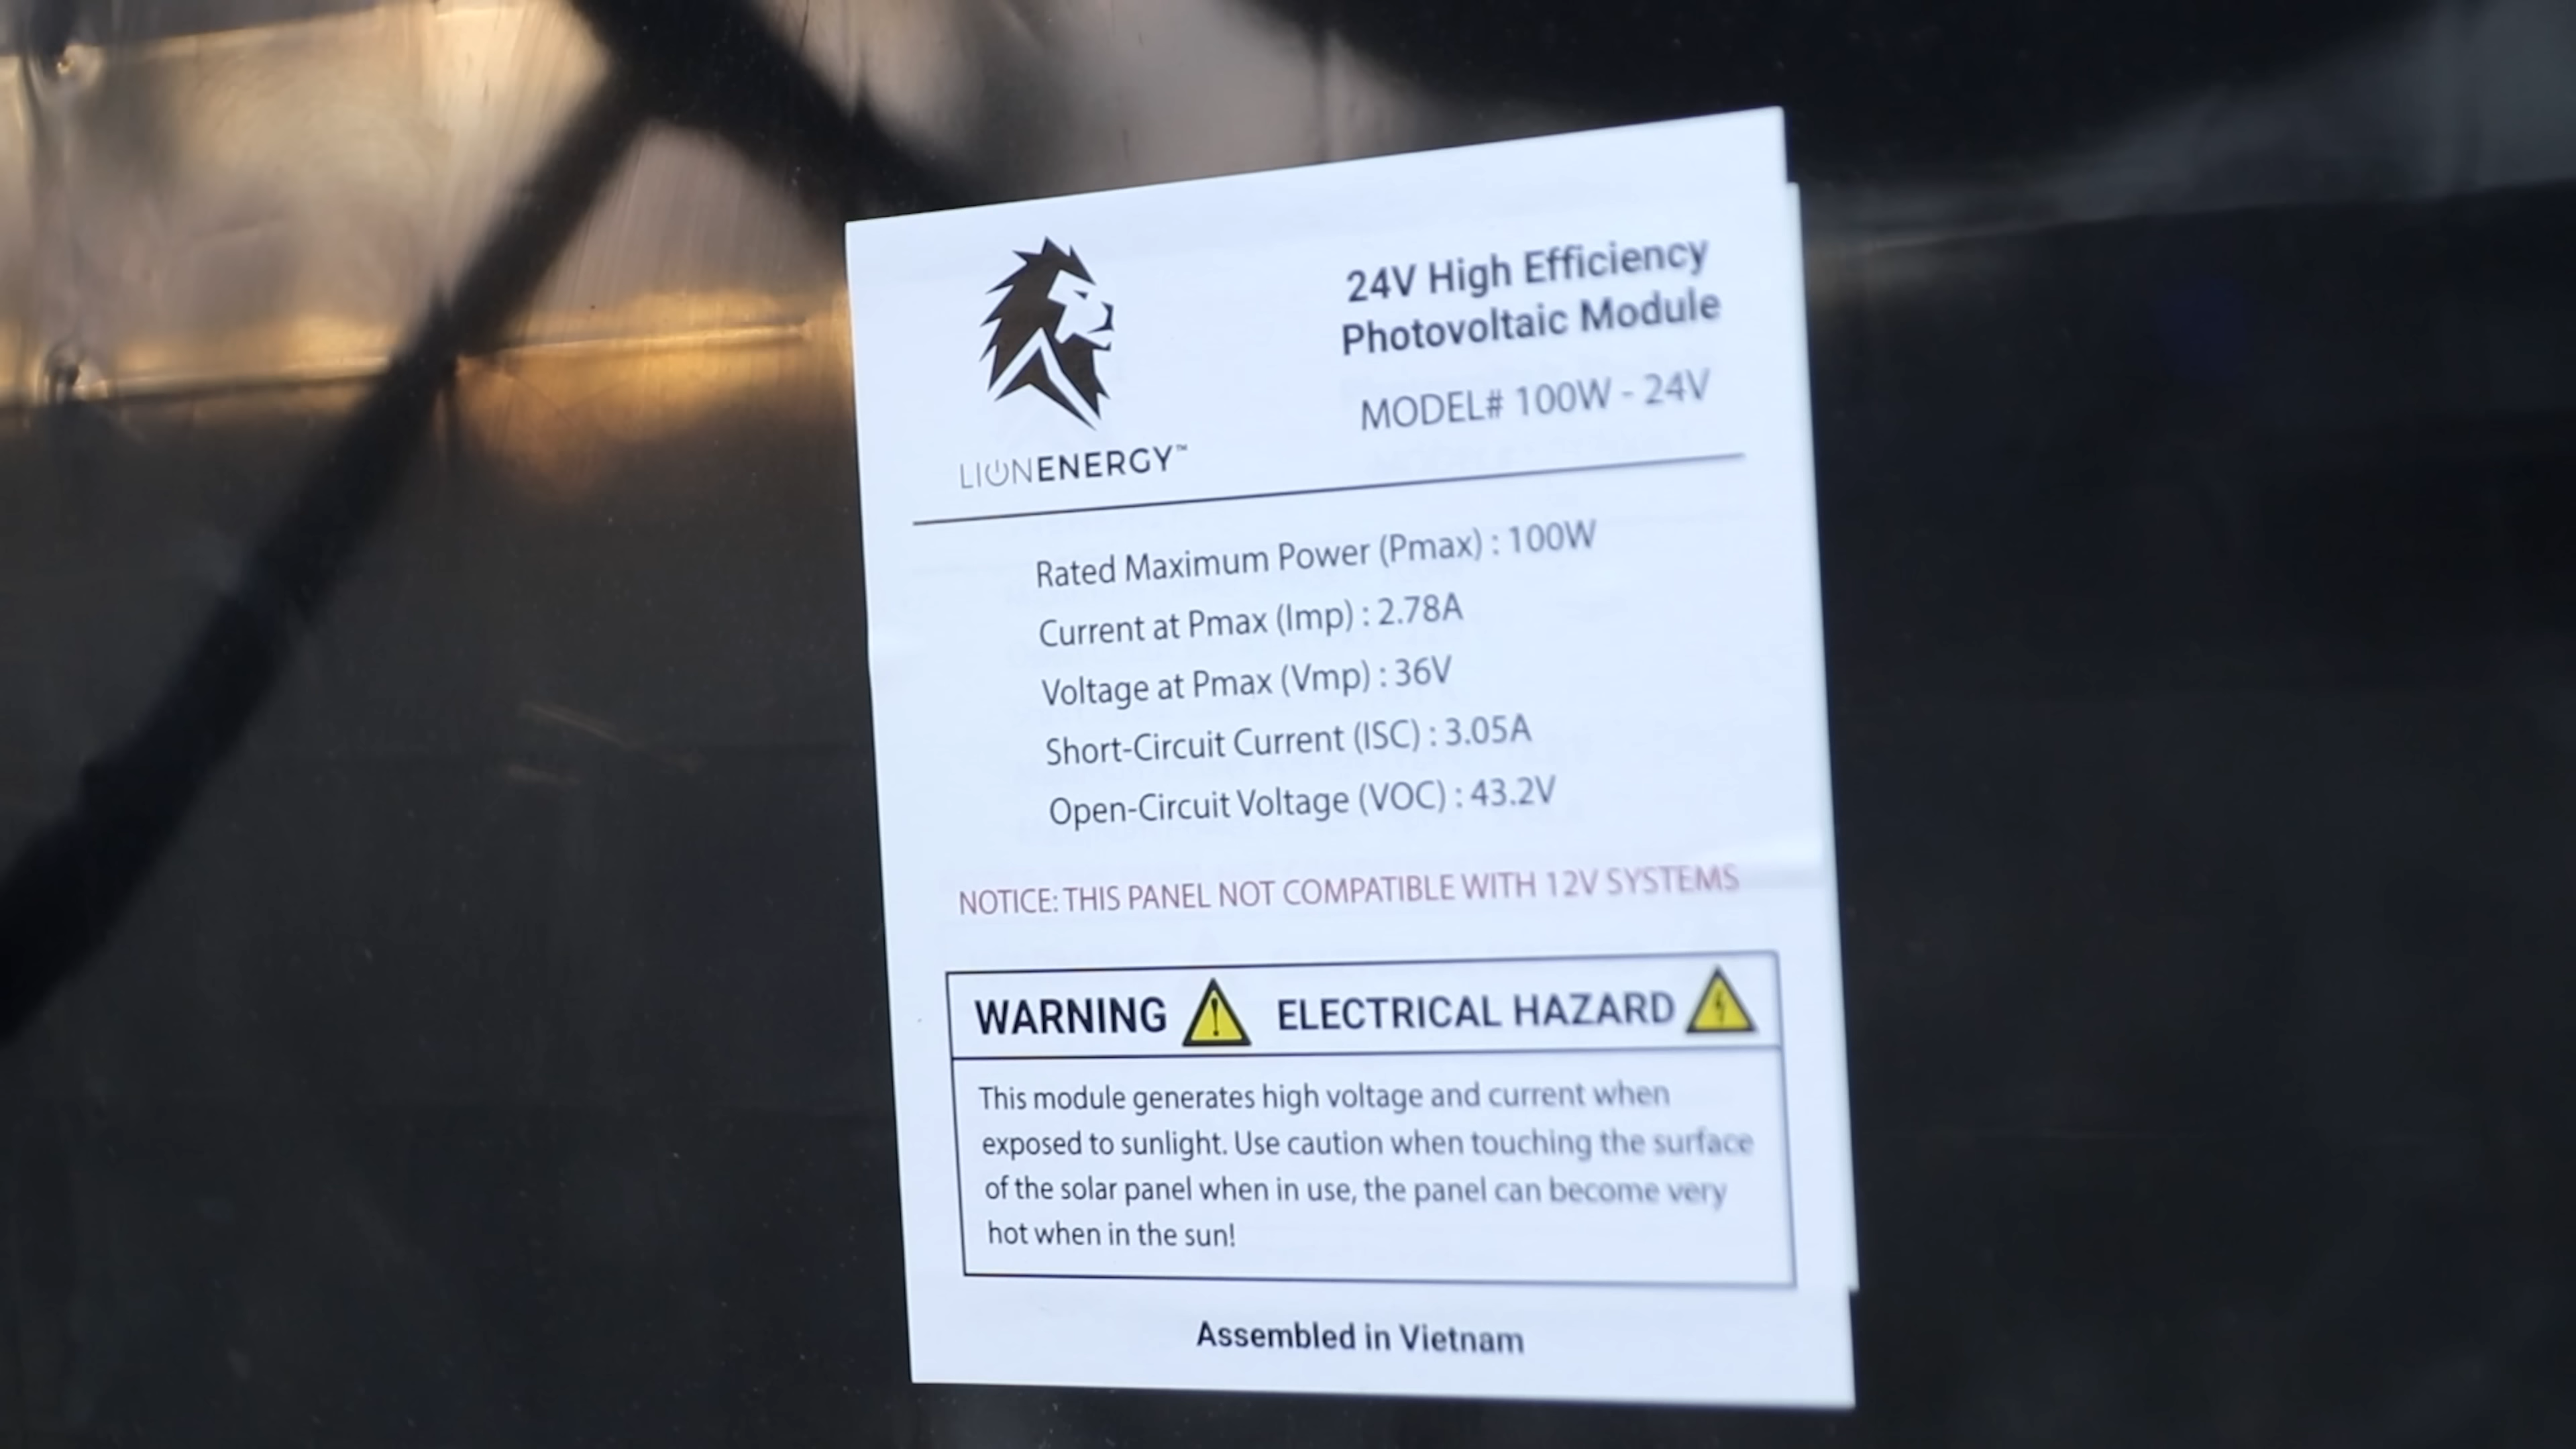 LIONENERGY™
24V High Efficiency
Photovoltaic Module
MODEL# 100W - 24V
Rated Maximum Power (Pmax) : 100W
Current at Pmax (Imp) : 2.78A
Voltage at Pmax (Vmp) : 36V
Short-Circuit Current (ISC) : 3.05A
Open-Circuit Voltage (VOC) : 43.2V
NOTICE: THIS PANEL NOT COMPATIBLE WITH 12V SYSTEMS
WARNING ELECTRICAL HAZARD
This module generates high voltage and current when
exposed to sunlight. Use caution when touching the surface
of the solar panel when in use, the panel can become very
hot when in the sun!
Assembled in Vietnam